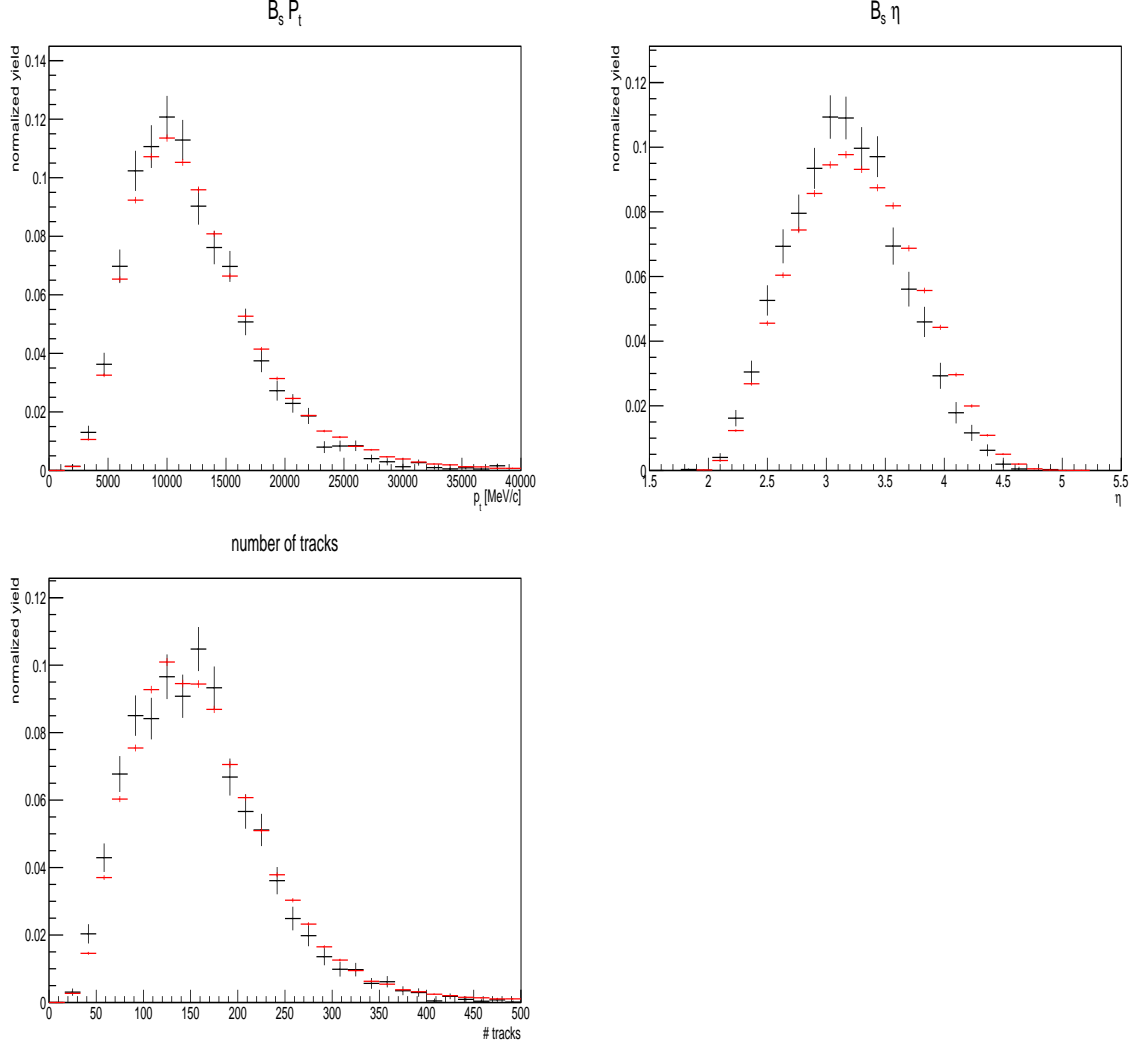 B_s P_t
normalized yield
0.14
0.12
0.1
0.08
0.06
0.04
0.02
0
0 5000 10000 15000 20000 25000 30000 35000 40000
p_t [MeV/c]
B_s η
normalized yield
0.12
0.1
0.08
0.06
0.04
0.02
0
1.5 2 2.5 3 3.5 4 4.5 5 5.5
η
number of tracks
normalized yield
0.12
0.1
0.08
0.06
0.04
0.02
0
0 50 100 150 200 250 300 350 400 450 500
# tracks